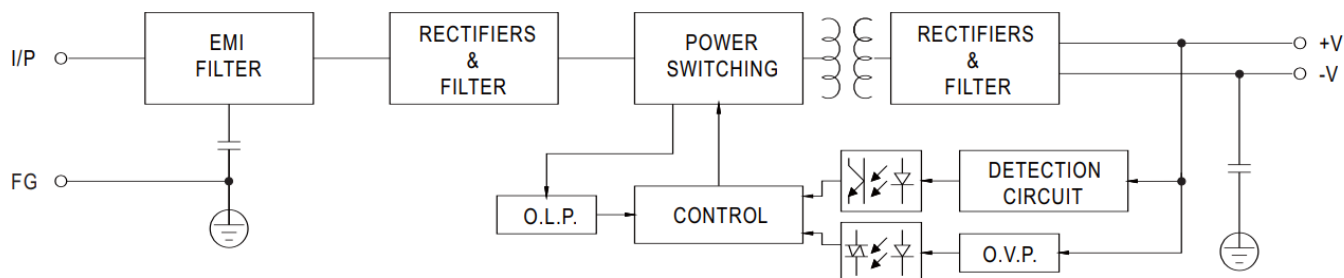 I/P
EMI
FILTER
RECTIFIERS
&
FILTER
POWER
SWITCHING
RECTIFIERS
&
FILTER
+V
-V
FG
O.L.P.
CONTROL
DETECTION
CIRCUIT
O.V.P.